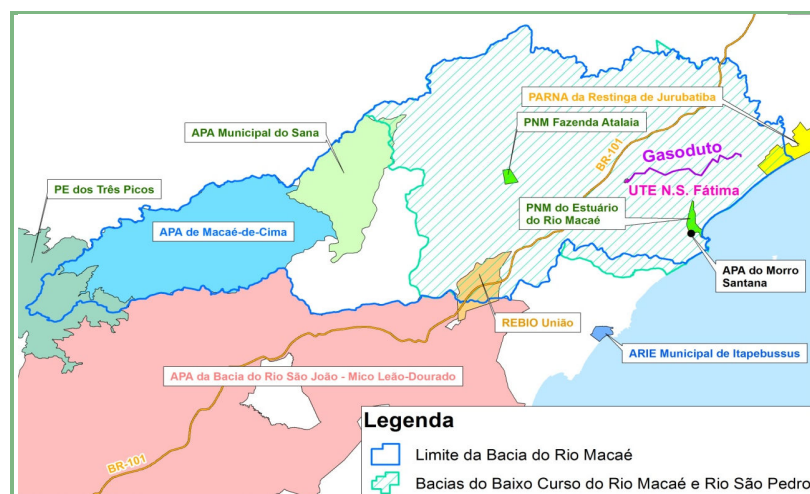 BR-101
PARNA da Restinga de Jurubatiba
PNM Fazenda Atalaia
APA Municipal do Sana
Gasoduto
PE dos Três Picos
UTE N.S. Fátima
PNM do Estuário
do Rio Macaé
APA de Macaé-de-Cima
APA do Morro
Santana
REBIO União
ARIE Municipal de Itapebussus
APA da Bacia do Rio São João - Mico Leão-Dourado
BR-101
Legenda
Limite da Bacia do Rio Macaé
Bacias do Baixo Curso do Rio Macaé e Rio São Pedro